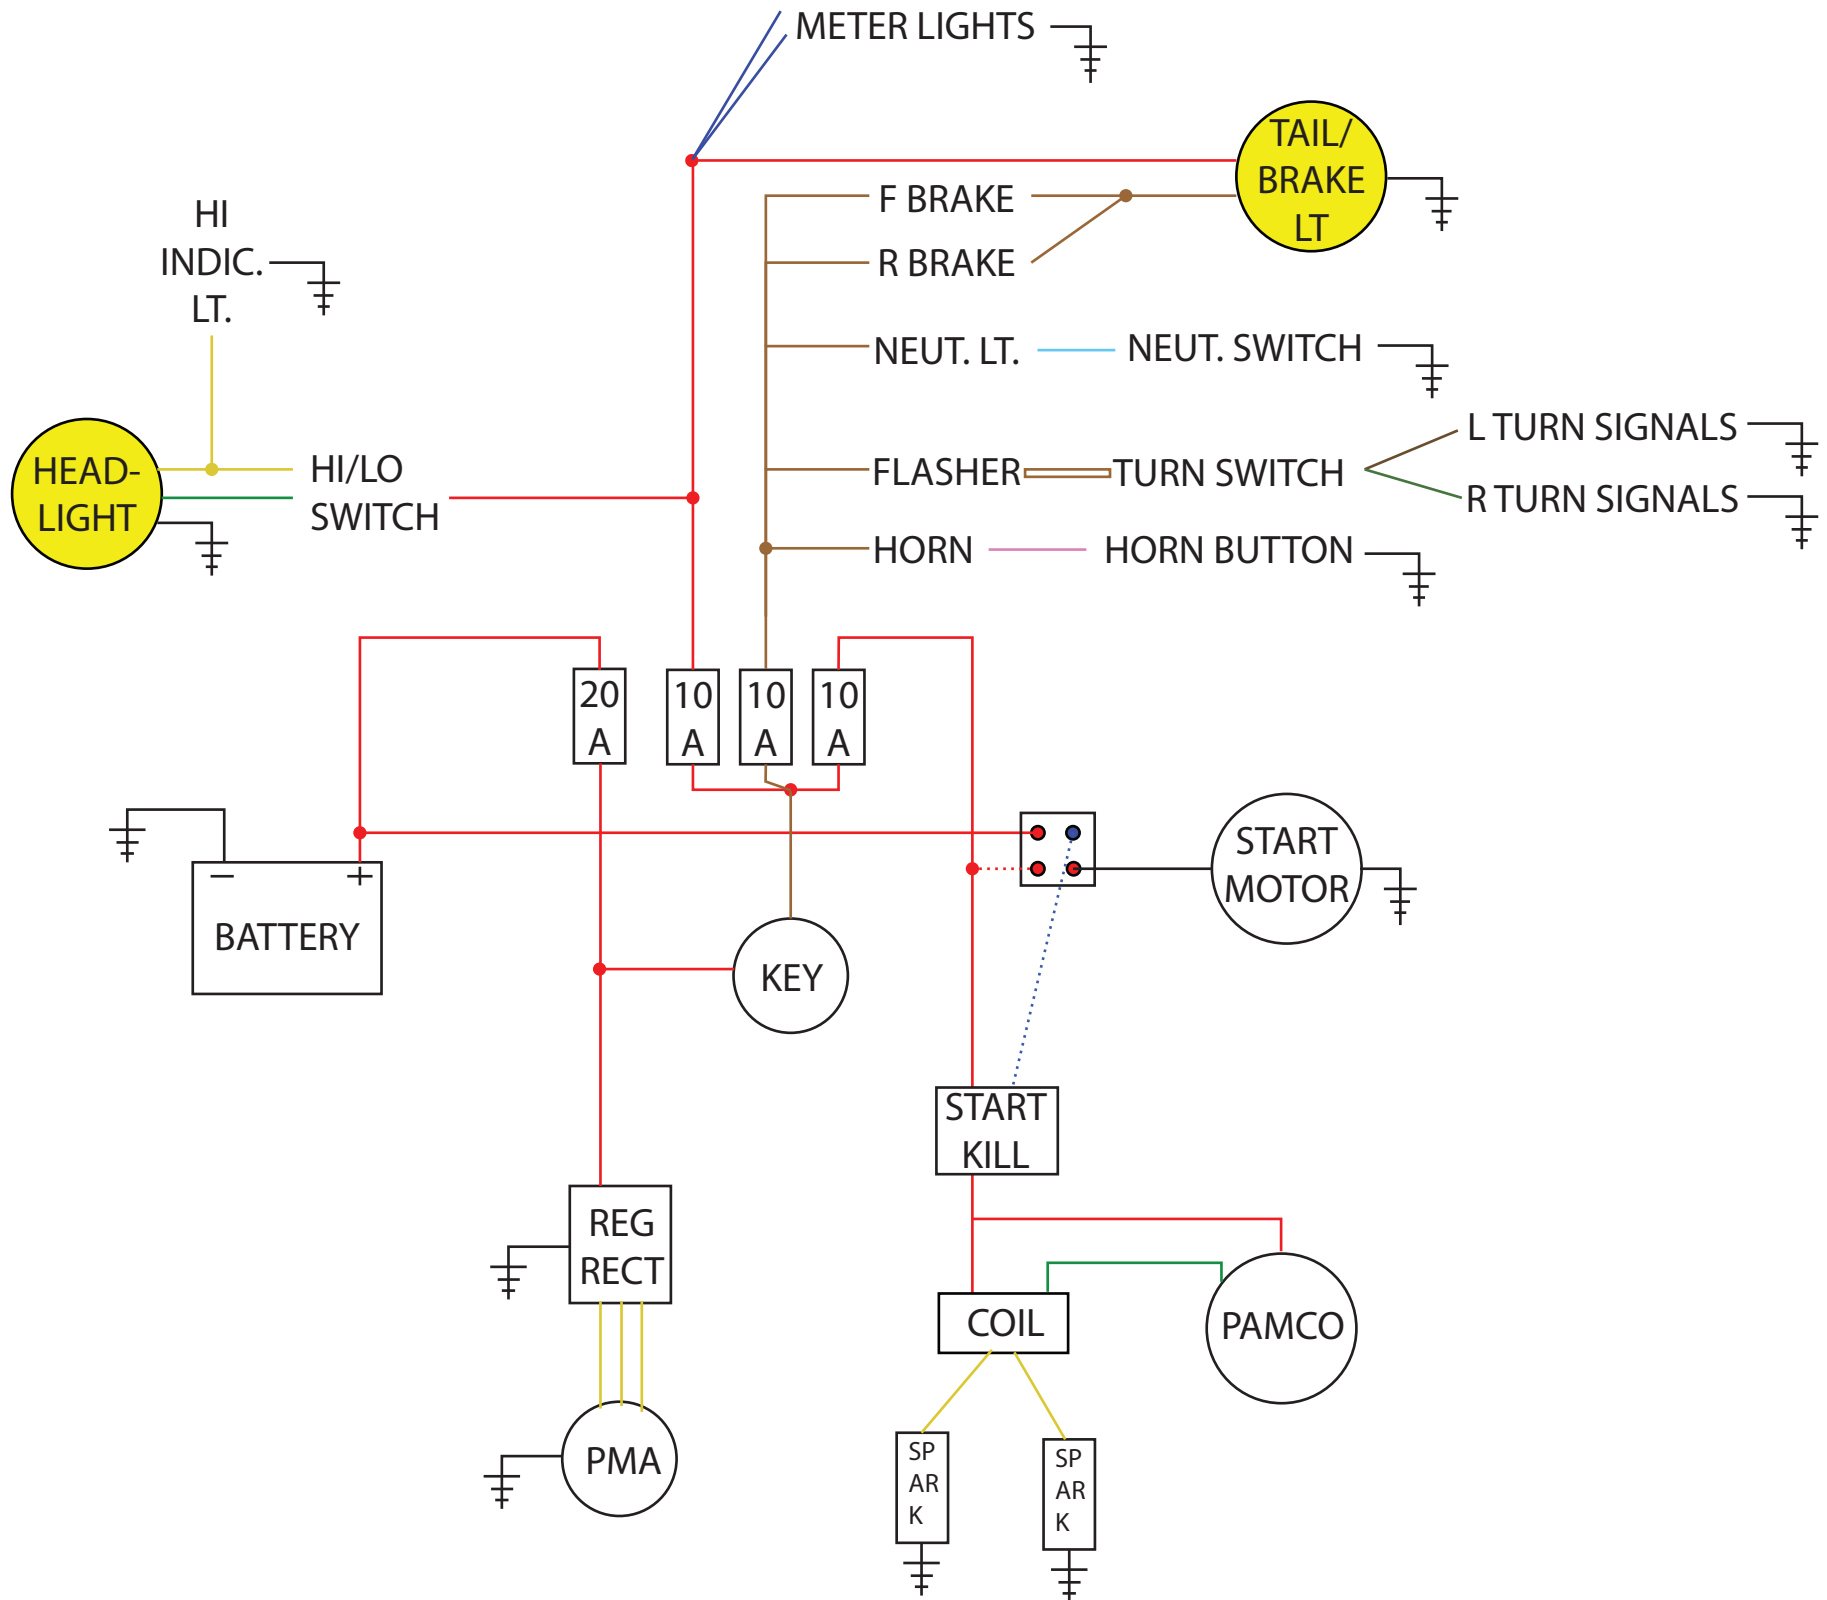 METER LIGHTS
TAIL/
BRAKE
LT
F BRAKE
R BRAKE
HI
INDIC.
LT.
NEUT. LT.
NEUT. SWITCH
HEAD-
LIGHT
HI/LO
SWITCH
FLASHER
TURN SWITCH
L TURN SIGNALS
R TURN SIGNALS
HORN
HORN BUTTON
20
A
10
A
10
A
10
A
− +
BATTERY
KEY
START
MOTOR
START
KILL
REG
RECT
COIL
PAMCO
PMA
SP
AR
K
SP
AR
K